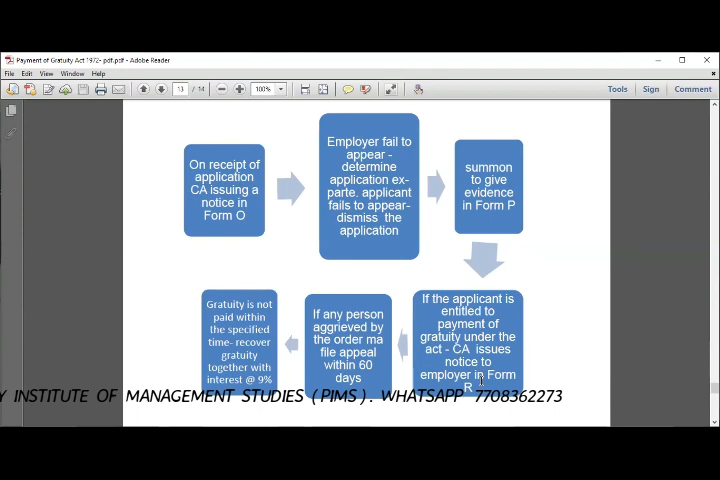 Payment of Gratuity Act 1972- pdf.pdf - Adobe Reader
File Edit View Window Help
13 / 14
100%
Tools Sign Comment
On receipt of
application
CA issuing a
notice in
Form O
Employer fail to
appear -
determine
application ex-
parte. applicant
fails to appear-
dismiss the
application
summon
to give
evidence
in Form P
If the applicant is
entitled to
payment of
gratuity under the
act - CA issues
notice to
employer in Form
R
If any person
aggrieved by
the order ma
file appeal
within 60
days
Gratuity is not
paid within
the specified
time- recover
gratuity
together with
interest @ 9%
Y INSTITUTE OF MANAGEMENT STUDIES (PIMS). WHATSAPP 7708362273